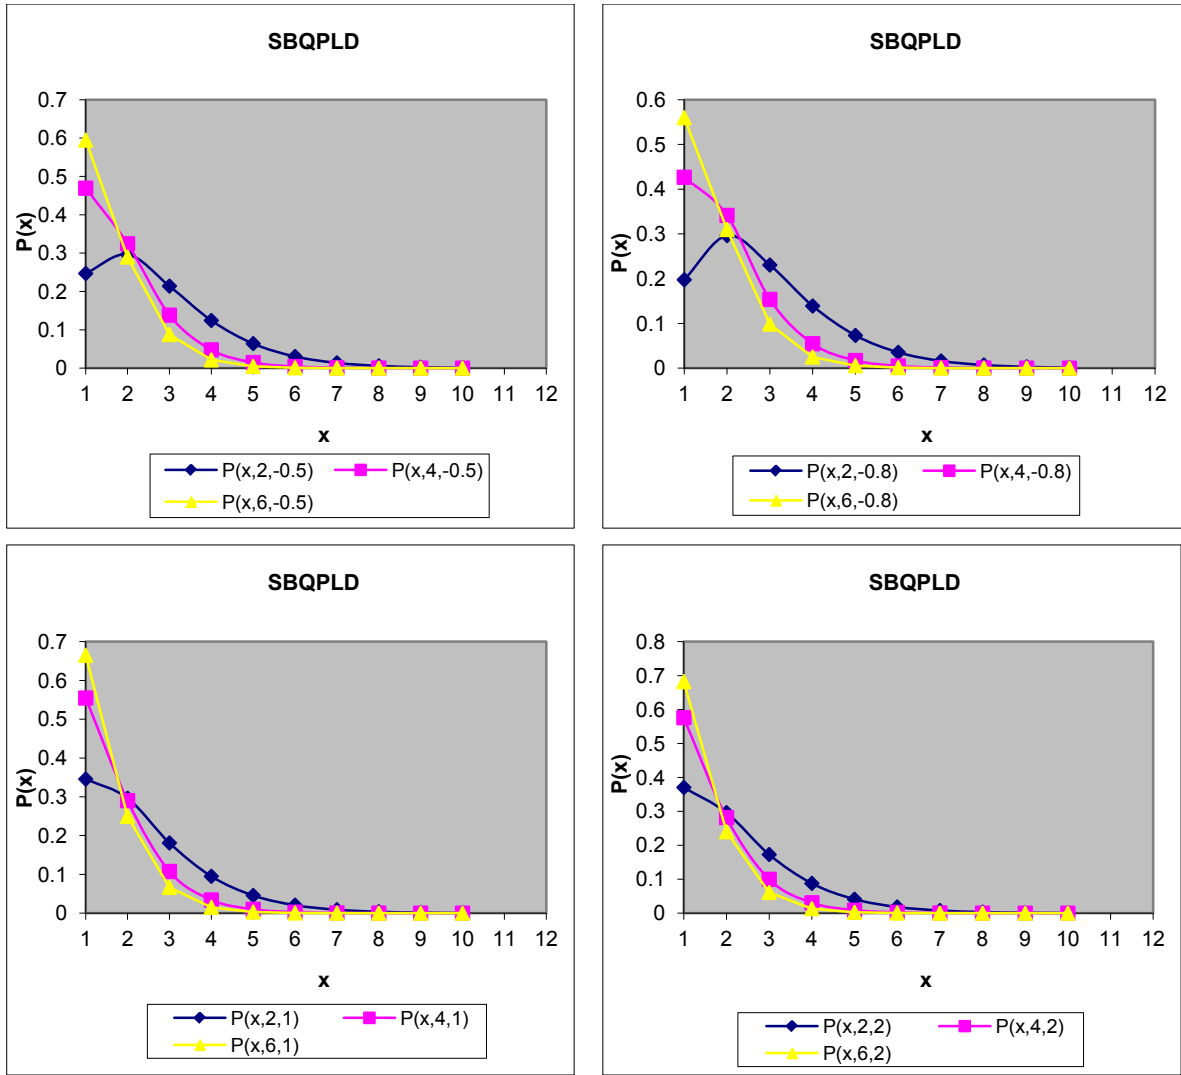 SBQPLD
0.7
0.6
0.5
0.4
0.3
0.2
0.1
0
P(x)
1 2 3 4 5 6 7 8 9 10 11 12
x
P(x,2,-0.5) P(x,4,-0.5)
P(x,6,-0.5)
SBQPLD
0.6
0.5
0.4
0.3
0.2
0.1
0
P(x)
1 2 3 4 5 6 7 8 9 10 11 12
x
P(x,2,-0.8) P(x,4,-0.8)
P(x,6,-0.8)
SBQPLD
0.7
0.6
0.5
0.4
0.3
0.2
0.1
0
P(x)
1 2 3 4 5 6 7 8 9 10 11 12
x
P(x,2,1) P(x,4,1)
P(x,6,1)
SBQPLD
0.8
0.7
0.6
0.5
0.4
0.3
0.2
0.1
0
P(x)
1 2 3 4 5 6 7 8 9 10 11 12
x
P(x,2,2) P(x,4,2)
P(x,6,2)